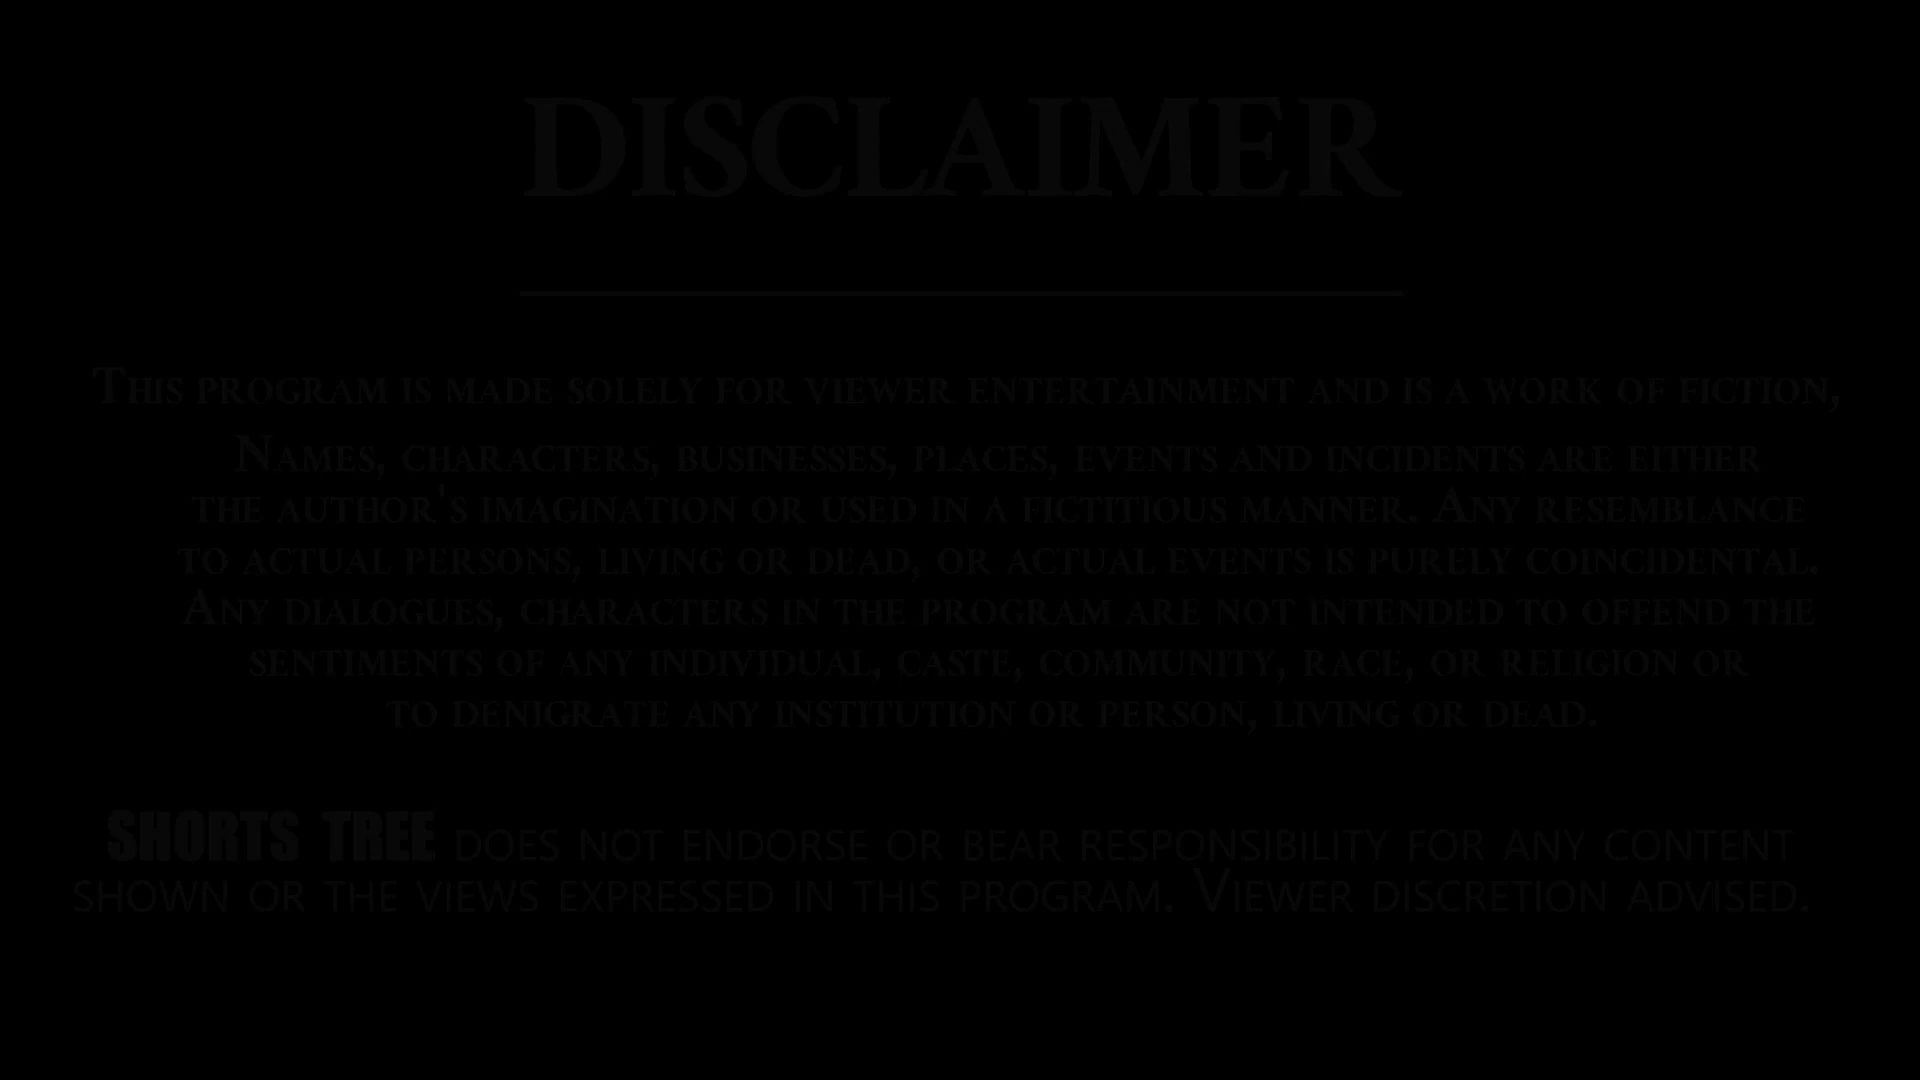 DISCLAIMER
This program is made solely for viewer entertainment and is a work of fiction,
Names, characters, businesses, places, events and incidents are either
the author's imagination or used in a fictitious manner. Any resemblance
to actual persons, living or dead, or actual events is purely coincidental.
Any dialogues, characters in the program are not intended to offend the
sentiments of any individual, caste, community, race, or religion or
to denigrate any institution or person, living or dead.
SHORTS TREE does not endorse or bear responsibility for any content
shown or the views expressed in this program. Viewer discretion advised.